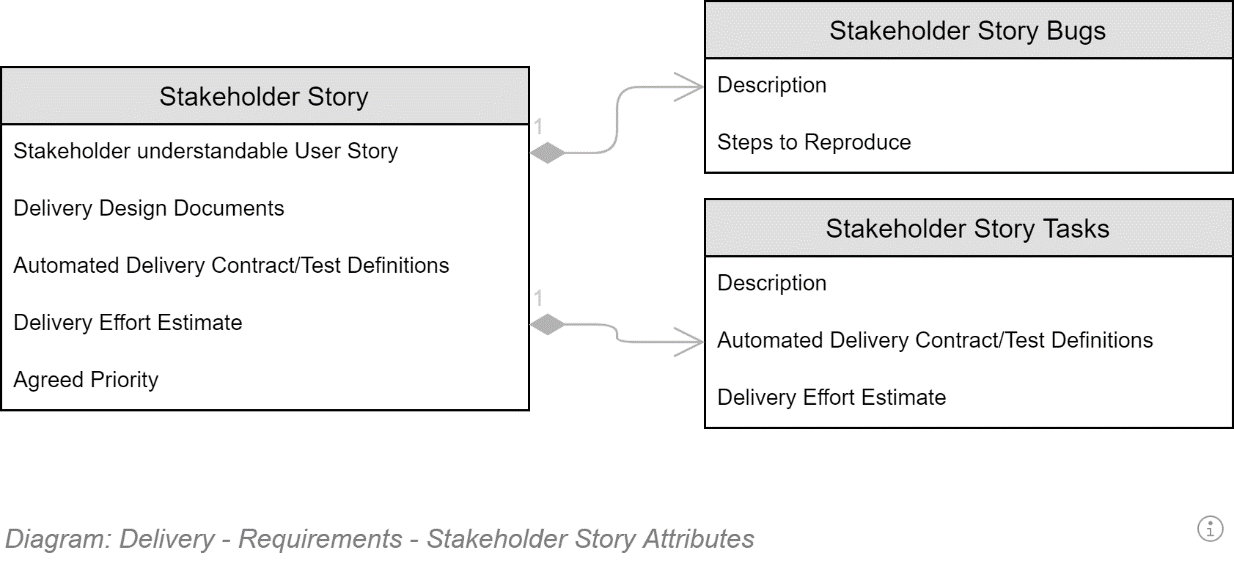 Stakeholder Story
Stakeholder understandable User Story
Delivery Design Documents
Automated Delivery Contract/Test Definitions
Delivery Effort Estimate
Agreed Priority
1
1
Stakeholder Story Bugs
Description
Steps to Reproduce
Stakeholder Story Tasks
Description
Automated Delivery Contract/Test Definitions
Delivery Effort Estimate
Diagram: Delivery - Requirements - Stakeholder Story Attributes
i